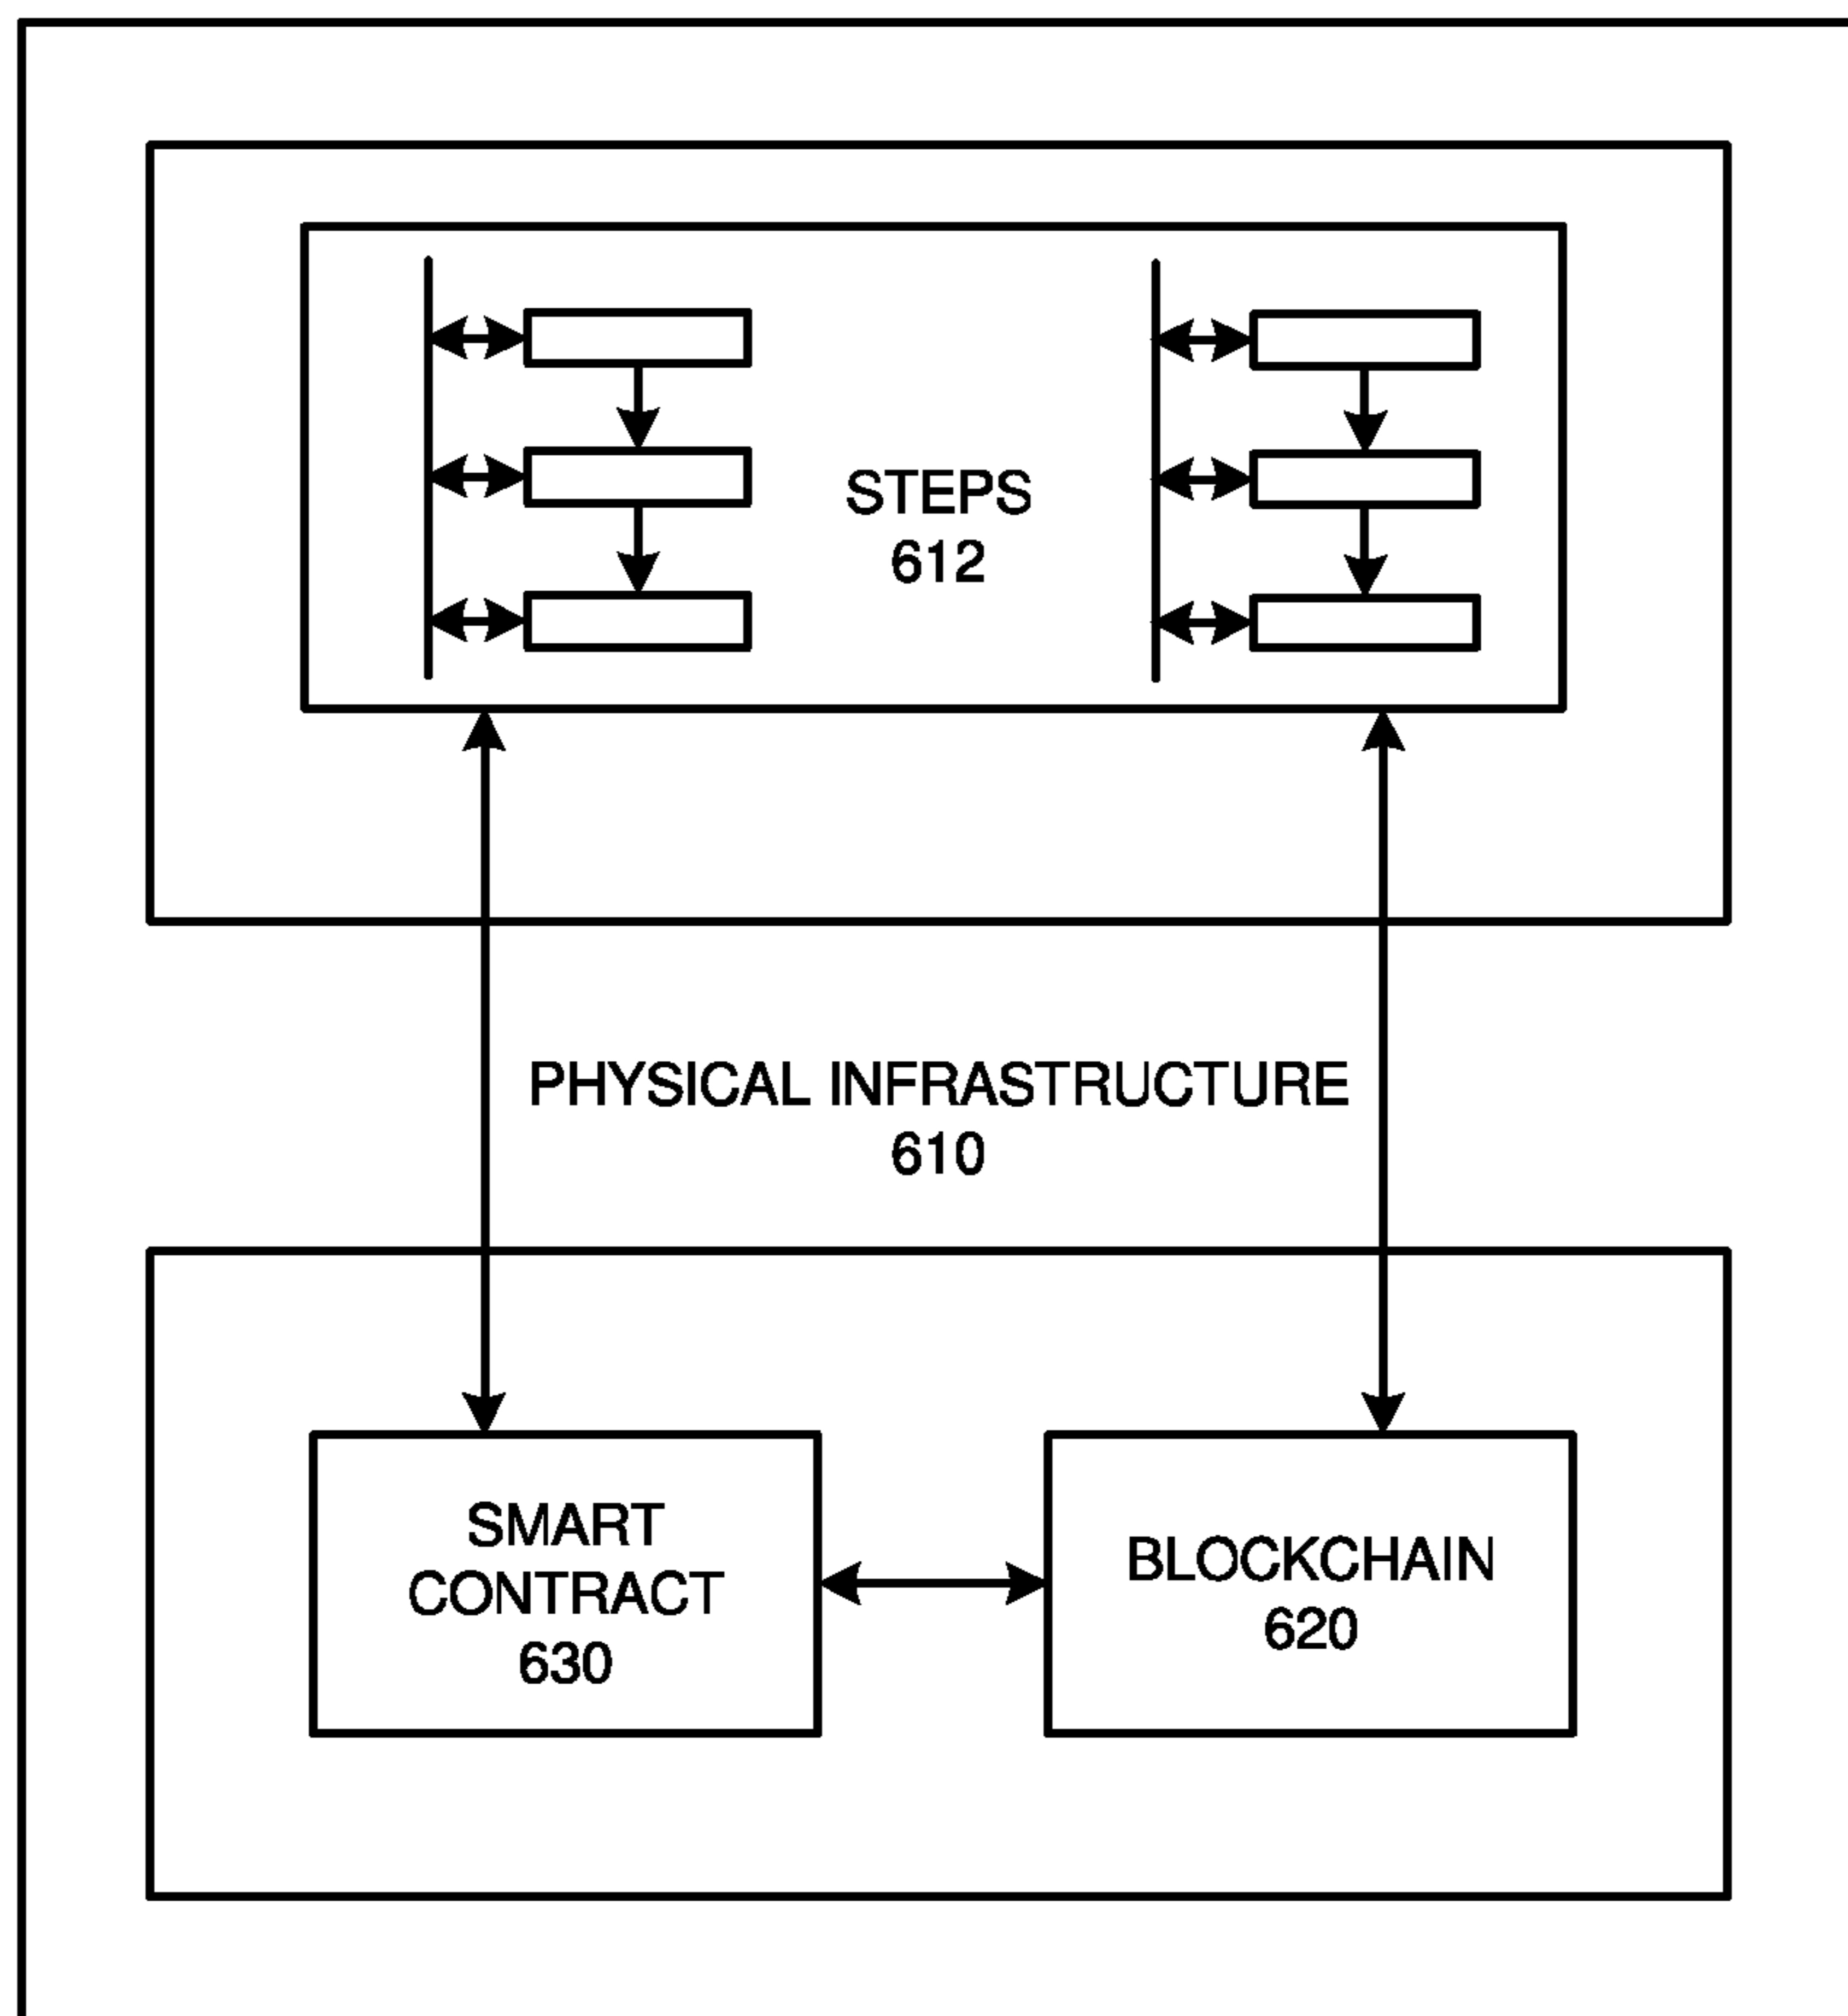 STEPS
612
PHYSICAL INFRASTRUCTURE
610
SMART
CONTRACT
630
BLOCKCHAIN
620